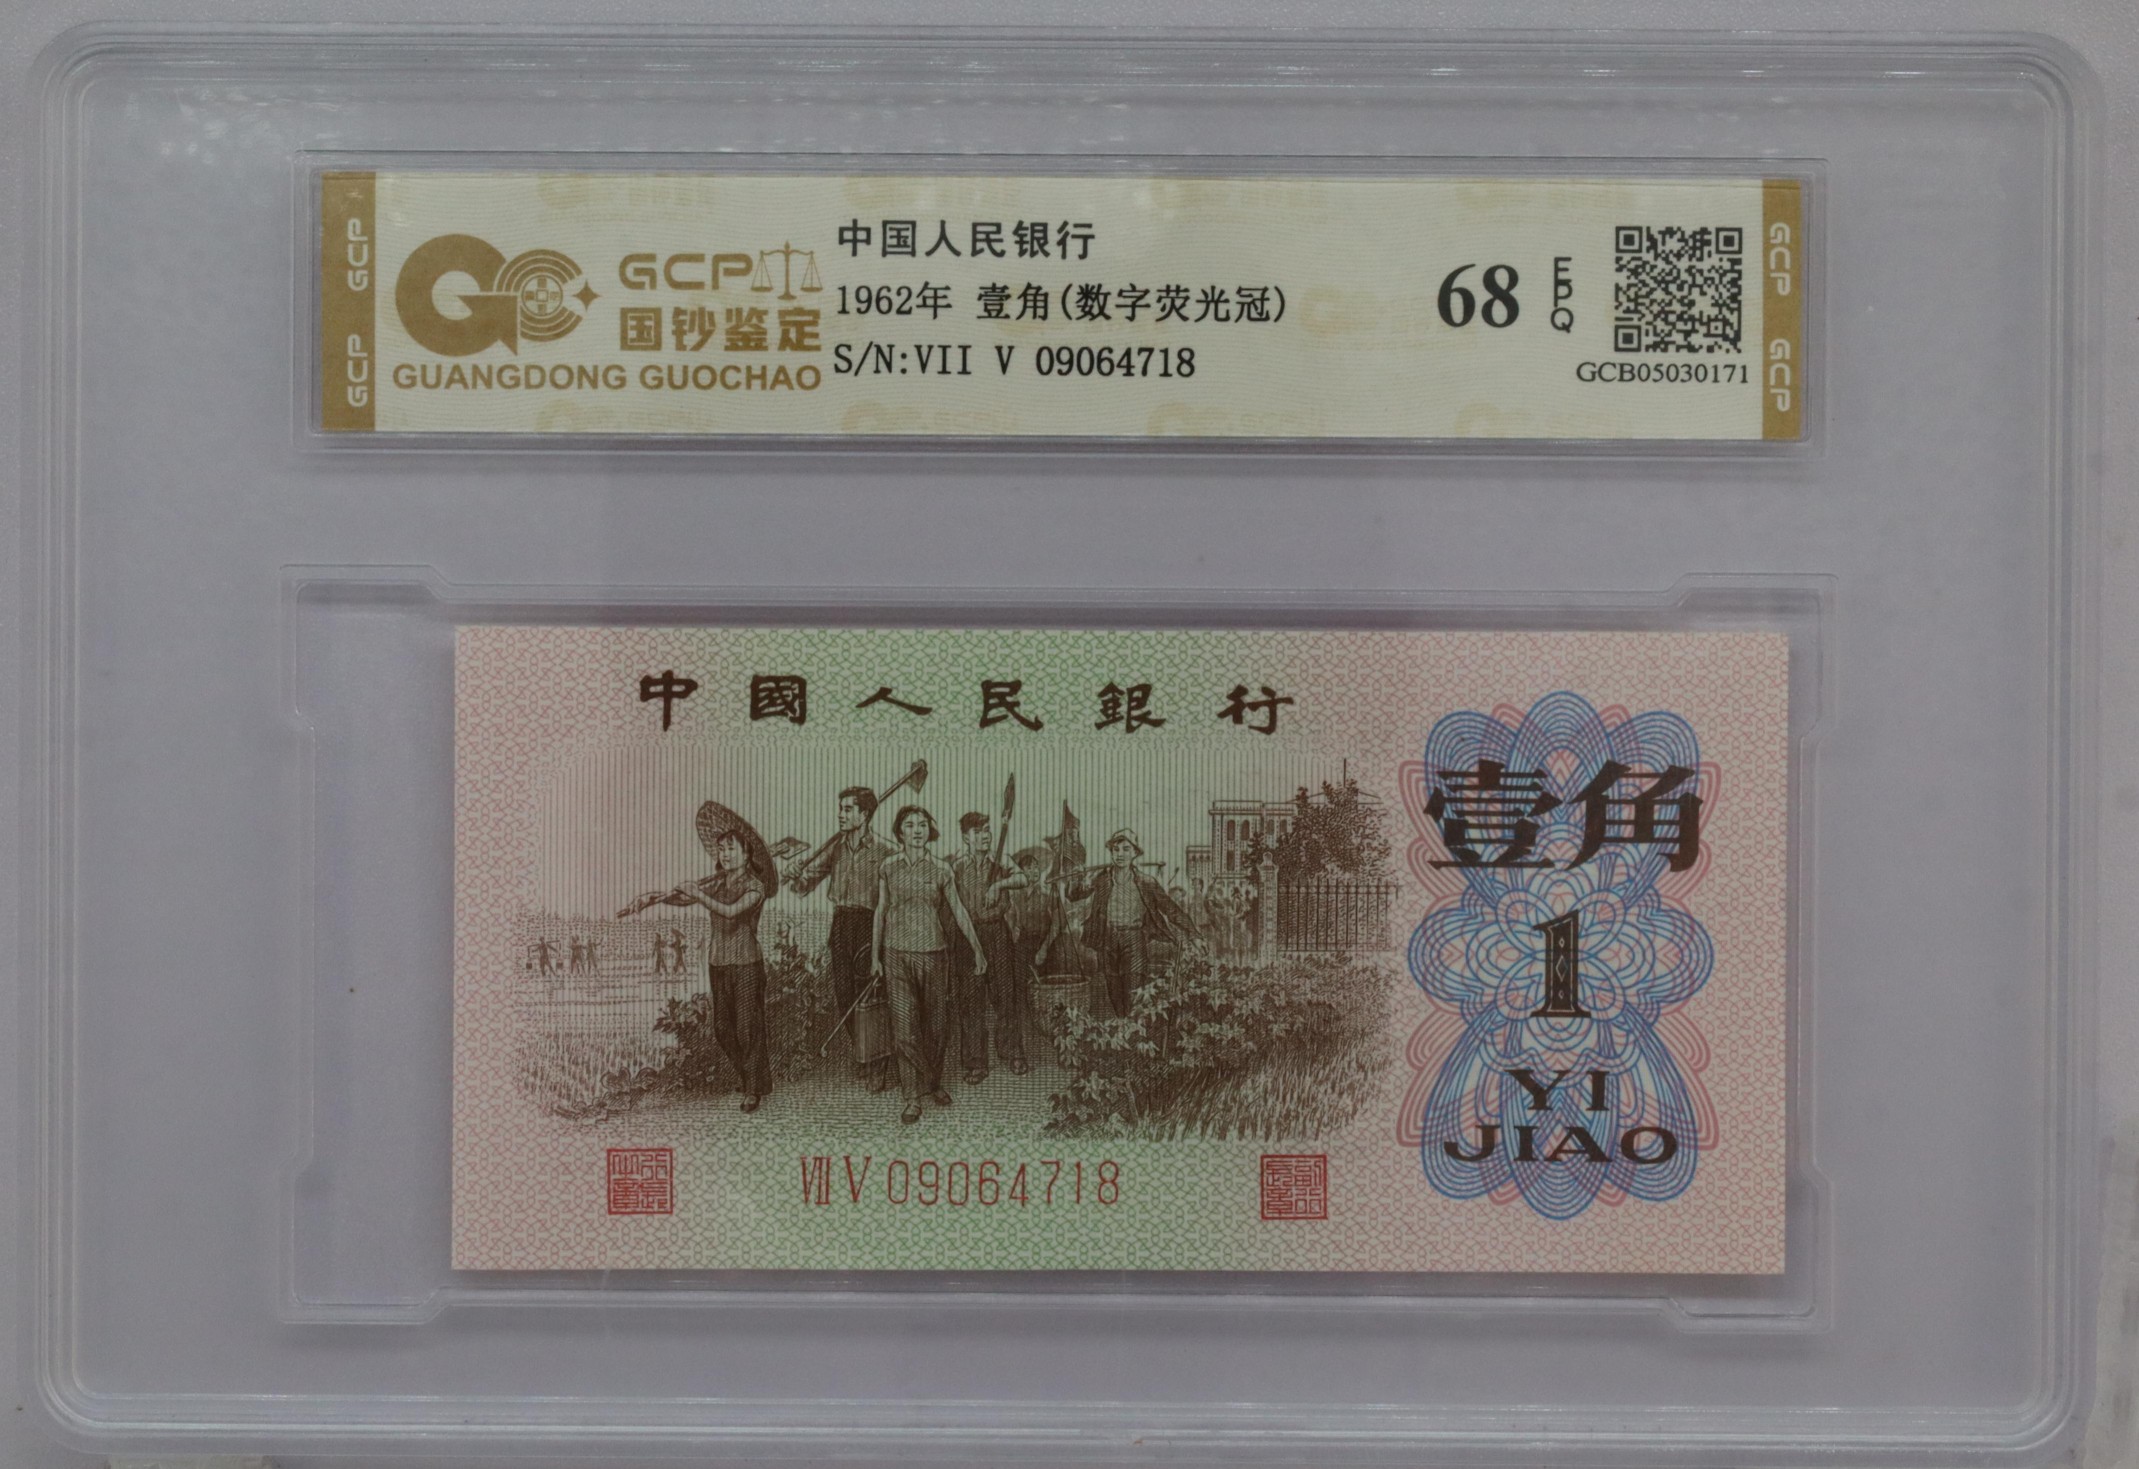 GCP GCP
GCP
国钞鉴定
GUANGDONG GUOCHAO
中国人民银行
1962年 壹角(数字荧光冠)
S/N:VII V 09064718
68 EPQ
GCB05030171
GCP GCP
中國人民銀行
壹角
1
YI
JIAO
VII V 09064718